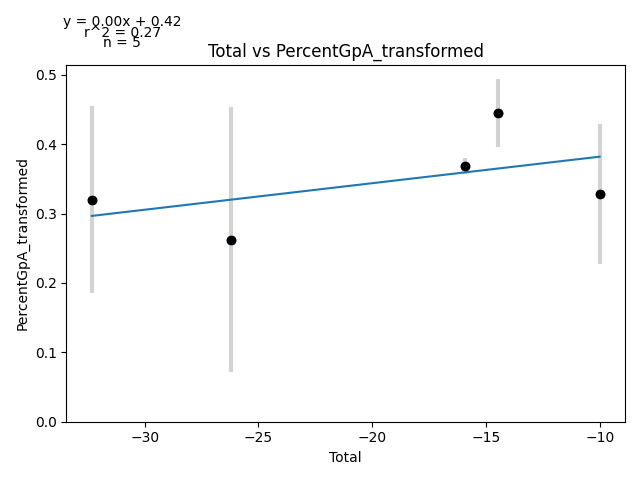 y = 0.00x + 0.42
r^2 = 0.27
n = 5
Total vs PercentGpA_transformed
PercentGpA_transformed
0.5
0.4
0.3
0.2
0.1
0.0
−30
−25
−20
−15
−10
Total